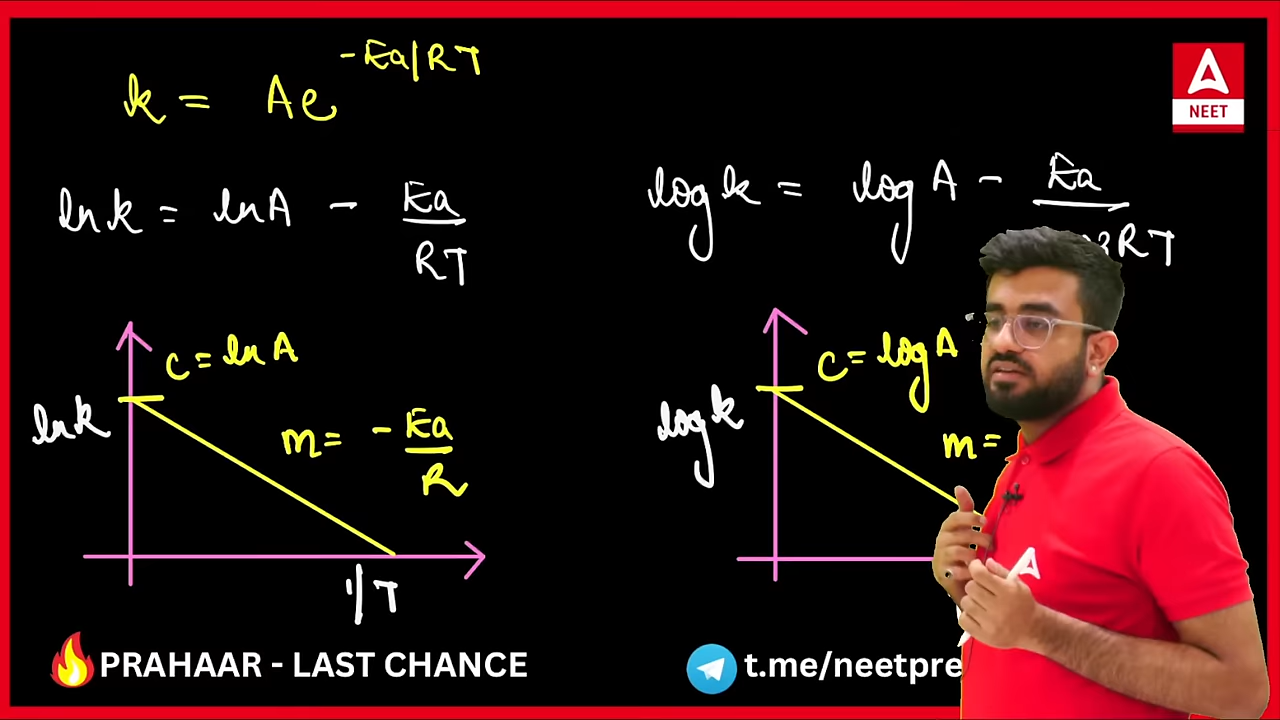 k = Ae^-Ea/RT
NEET
ln k = ln A - Ea/RT
log k = log A - Ea/RT
C = ln A
ln k
m = - Ea/R
1/T
C = log A
log k
m =
PRAHAAR - LAST CHANCE
t.me/neetpre